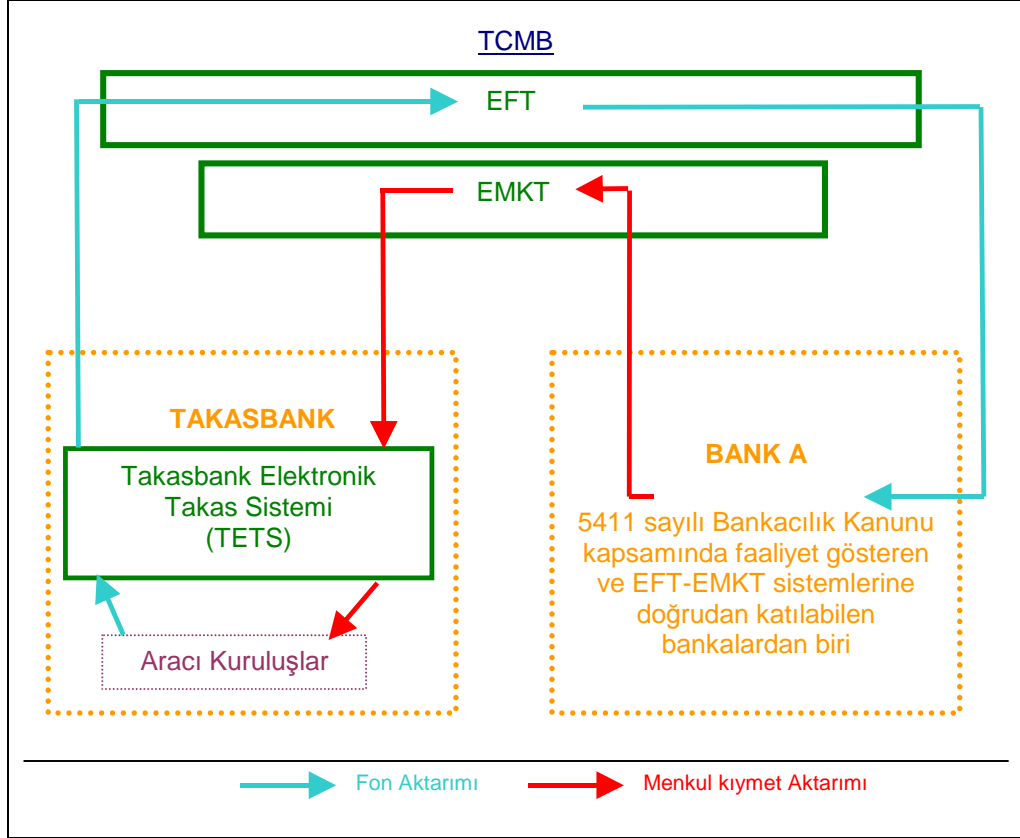 TCMB
EFT
EMKT
TAKASBANK
Takasbank Elektronik
Takas Sistemi
(TETS)
Aracı Kuruluşlar
BANK A
5411 sayılı Bankacılık Kanunu
kapsamında faaliyet gösteren
ve EFT-EMKT sistemlerine
doğrudan katılabilen
bankalardan biri
Fon Aktarımı
Menkul kıymet Aktarımı